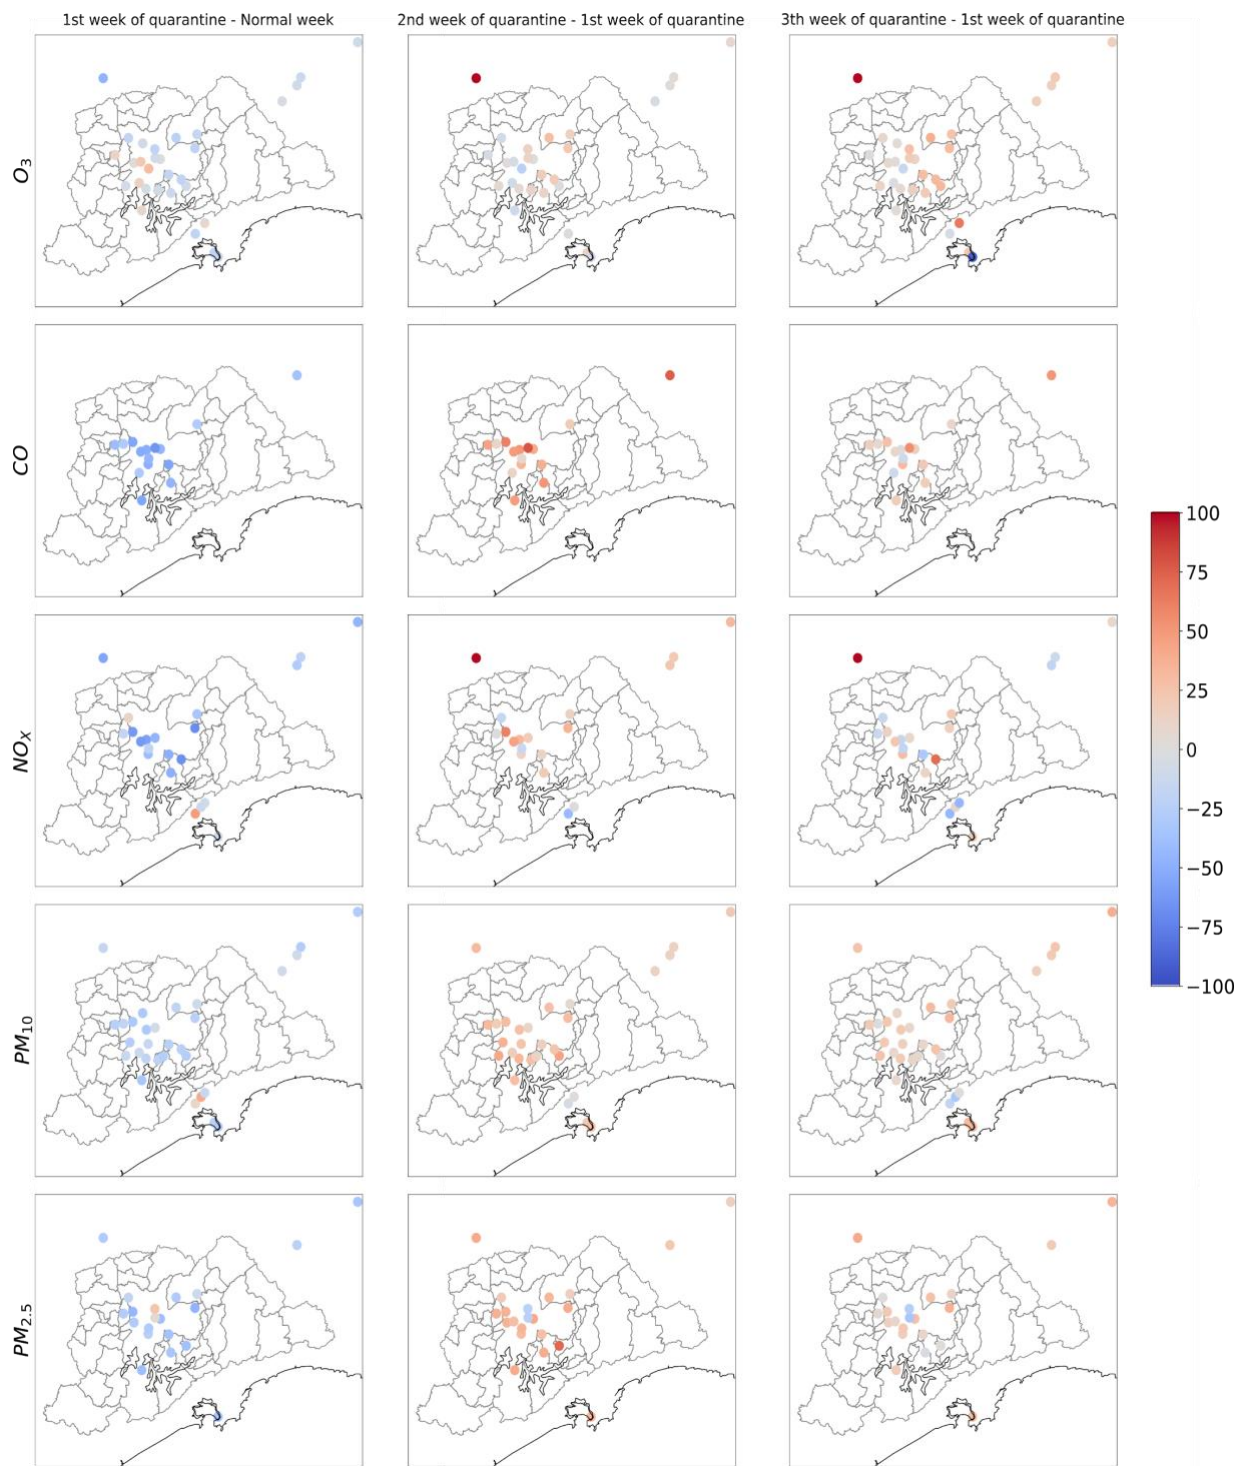 1st week of quarantine - Normal week
2nd week of quarantine - 1st week of quarantine
3th week of quarantine - 1st week of quarantine
O3
CO
NOX
PM10
PM2.5
100
75
50
25
0
−25
−50
−75
−100